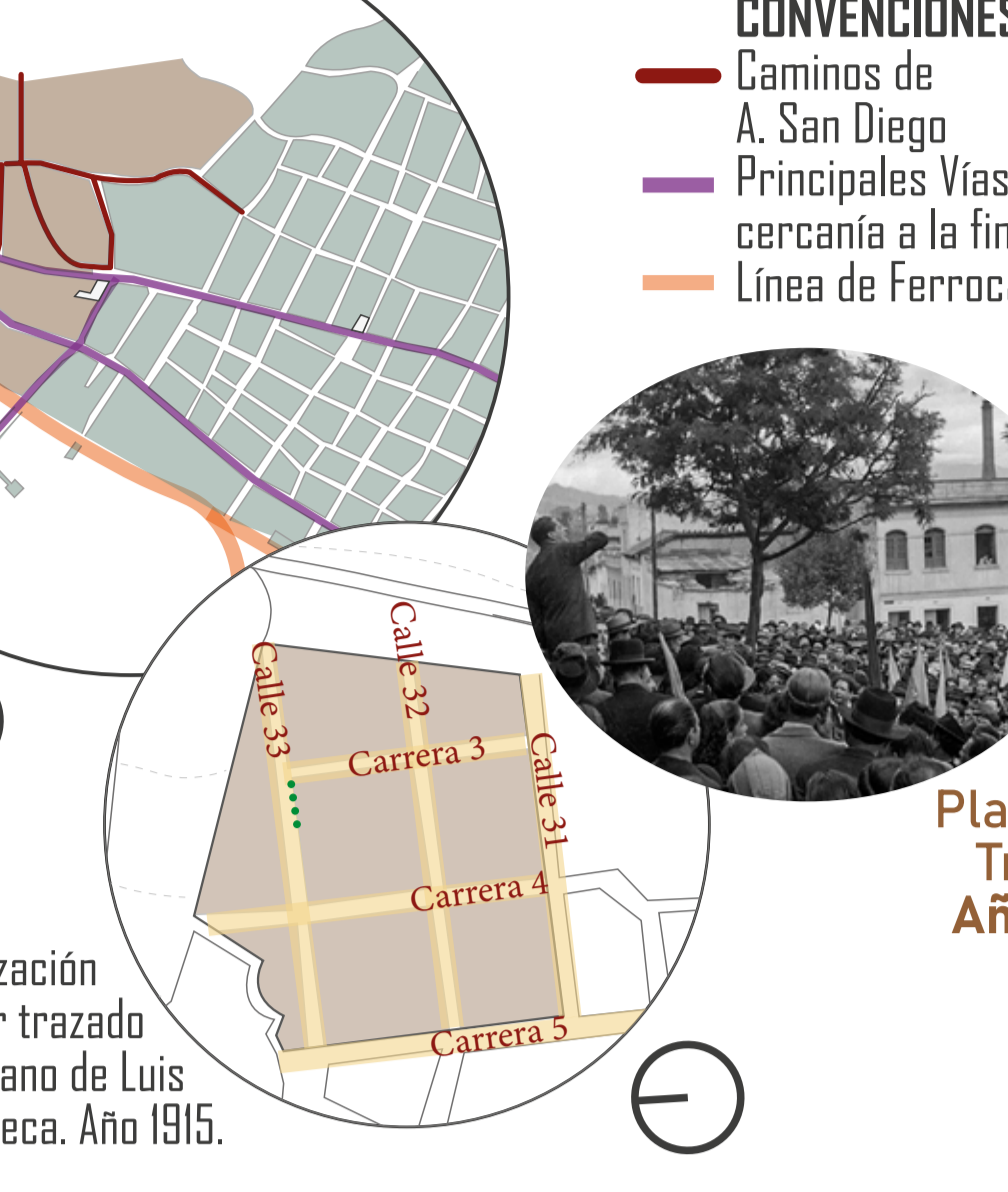 CONVENCIONES
Caminos de
A. San Diego
Principales Vías
cercanía a la fin
Línea de Ferroc
Calle 33
Calle 32
Carrera 3
Calle 31
Carrera 4
Carrera 5
Pla
Tr
Añ
zación
r trazado
ano de Luis
eca. Año 1915.